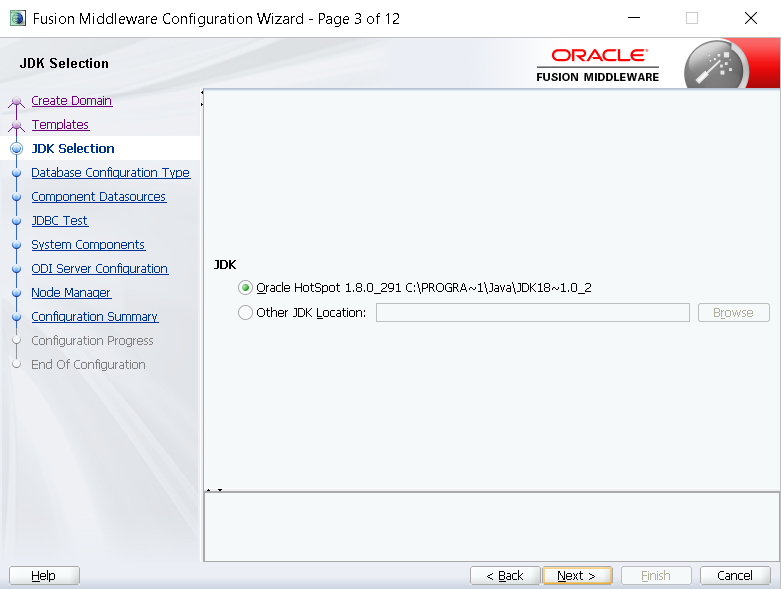 Fusion Middleware Configuration Wizard - Page 3 of 12
JDK Selection
ORACLE
FUSION MIDDLEWARE
Create Domain
Templates
JDK Selection
Database Configuration Type
Component Datasources
JDBC Test
System Components
ODI Server Configuration
Node Manager
Configuration Summary
Configuration Progress
End Of Configuration
JDK
Oracle HotSpot 1.8.0_291 C:\PROGRA~1\Java\JDK18~1.0_2
Other JDK Location:
Browse
Help
< Back
Next >
Finish
Cancel